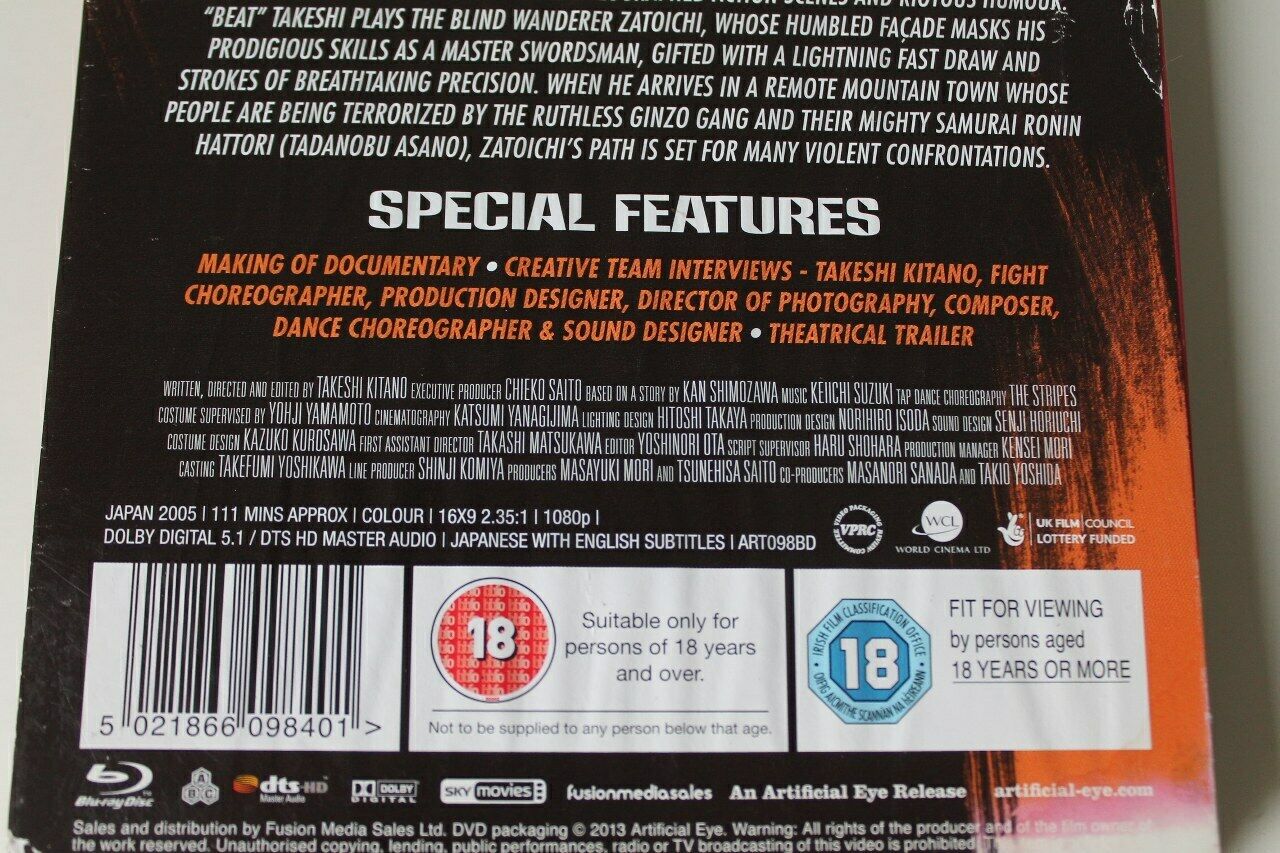 SCENES AND RIOTOUS HUMOUR.
“BEAT” TAKESHI PLAYS THE BLIND WANDERER ZATOICHI, WHOSE HUMBLED FAÇADE MASKS HIS
PRODIGIOUS SKILLS AS A MASTER SWORDSMAN, GIFTED WITH A LIGHTNING FAST DRAW AND
STROKES OF BREATHTAKING PRECISION. WHEN HE ARRIVES IN A REMOTE MOUNTAIN TOWN WHOSE
PEOPLE ARE BEING TERRORIZED BY THE RUTHLESS GINZO GANG AND THEIR MIGHTY SAMURAI RONIN
HATTORI (TADANOBU ASANO), ZATOICHI’S PATH IS SET FOR MANY VIOLENT CONFRONTATIONS.
SPECIAL FEATURES
MAKING OF DOCUMENTARY • CREATIVE TEAM INTERVIEWS - TAKESHI KITANO, FIGHT
CHOREOGRAPHER, PRODUCTION DESIGNER, DIRECTOR OF PHOTOGRAPHY, COMPOSER,
DANCE CHOREOGRAPHER & SOUND DESIGNER • THEATRICAL TRAILER
WRITTEN, DIRECTED AND EDITED BY TAKESHI KITANO EXECUTIVE PRODUCER CHIEKO SAITO BASED ON A STORY BY KAN SHIMOZAWA MUSIC KEIICHI SUZUKI TAP DANCE CHOREOGRAPHY THE STRIPES
COSTUME SUPERVISED BY YOHJI YAMAMOTO CINEMATOGRAPHY KATSUMI YANAGIJIMA LIGHTING DESIGN HITOSHI TAKAYA PRODUCTION DESIGN NORIHIRO ISODA SOUND DESIGN SENJI HORIUCHI
COSTUME DESIGN KAZUKO KUROSAWA FIRST ASSISTANT DIRECTOR TAKASHI MATSUKAWA EDITOR YOSHINORI OTA SCRIPT SUPERVISOR HARU SHOHARA PRODUCTION MANAGER KENSEI MORI
CASTING TAKEFUMI YOSHIKAWA LINE PRODUCER SHINJI KOMIYA PRODUCERS MASAYUKI MORI AND TSUNEHISA SAITO CO-PRODUCERS MASANORI SANADA AND TAKIO YOSHIDA
JAPAN 2005 | 111 MINS APPROX | COLOUR | 16X9 2.35:1 | 1080p |
DOLBY DIGITAL 5.1 / DTS HD MASTER AUDIO | JAPANESE WITH ENGLISH SUBTITLES | ART098BD
VIDEO PACKAGING REVIEW COMMITTEE
VPRC
WCL
WORLD CINEMA LTD
UK FILM COUNCIL
LOTTERY FUNDED
5 021866 098401 >
18
Suitable only for
persons of 18 years
and over.
Not to be supplied to any person below that age.
IRISH FILM CLASSIFICATION OFFICE
18
OIFIG AICMITHE SCANNÁN NA hÉIREANN
FIT FOR VIEWING
by persons aged
18 YEARS OR MORE
Blu-ray Disc
A B C
dts-HD
Master Audio
DOLBY
DIGITAL
SKY movies HD
fusionmediasales
An Artificial Eye Release
artificial-eye.com
Sales and distribution by Fusion Media Sales Ltd. DVD packaging © 2013 Artificial Eye. Warning: All rights of the producer and of the film owner of
the work reserved. Unauthorised copying, lending, public performances, radio or TV broadcasting of this video is prohibited.